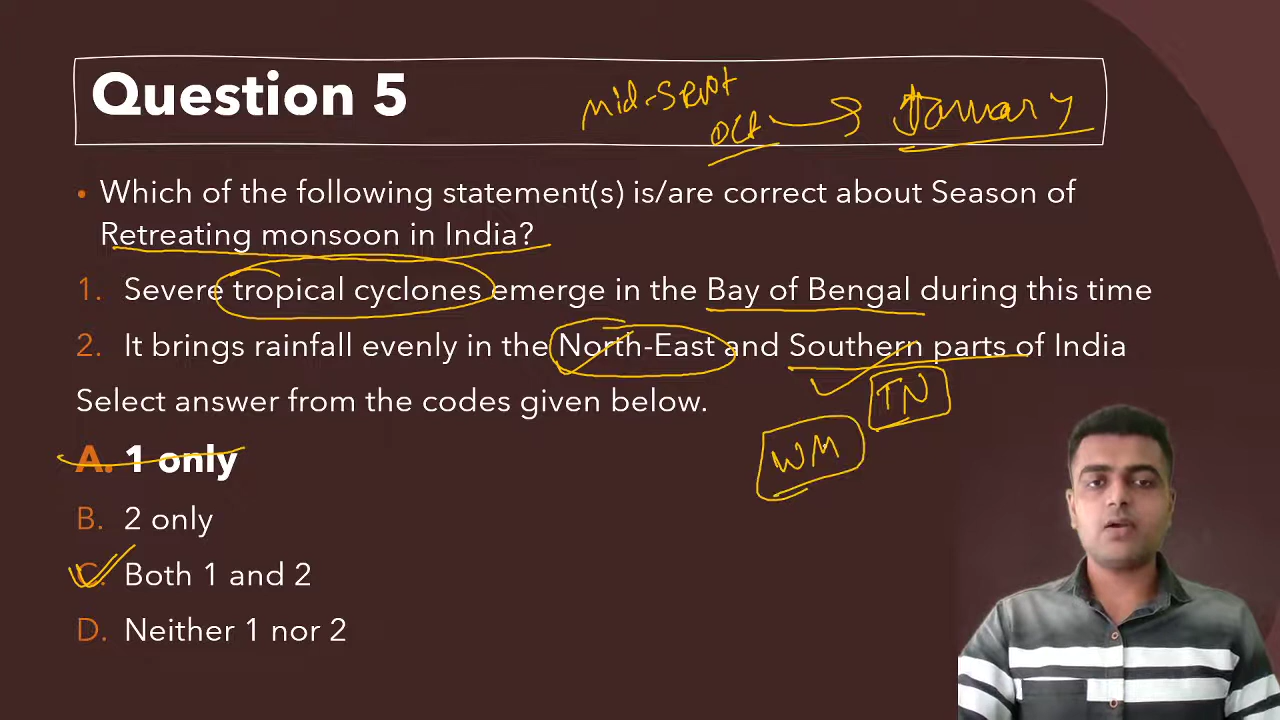 Question 5
mid-Sept
Oct
January
• Which of the following statement(s) is/are correct about Season of
Retreating monsoon in India?
1. Severe tropical cyclones emerge in the Bay of Bengal during this time
2. It brings rainfall evenly in the North-East and Southern parts of India
TN
Select answer from the codes given below.
WM
A. 1 only
B. 2 only
C. Both 1 and 2
D. Neither 1 nor 2